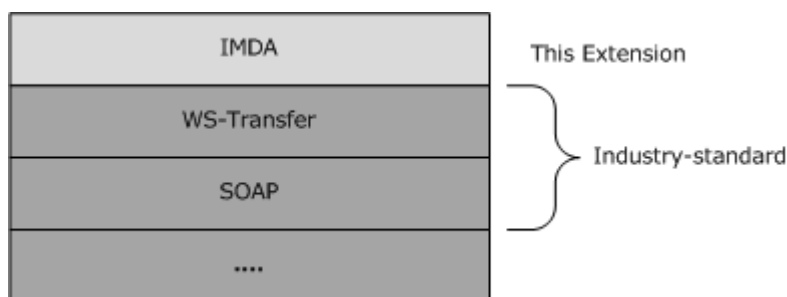 IMDA
This Extension
WS-Transfer
Industry-standard
SOAP
....